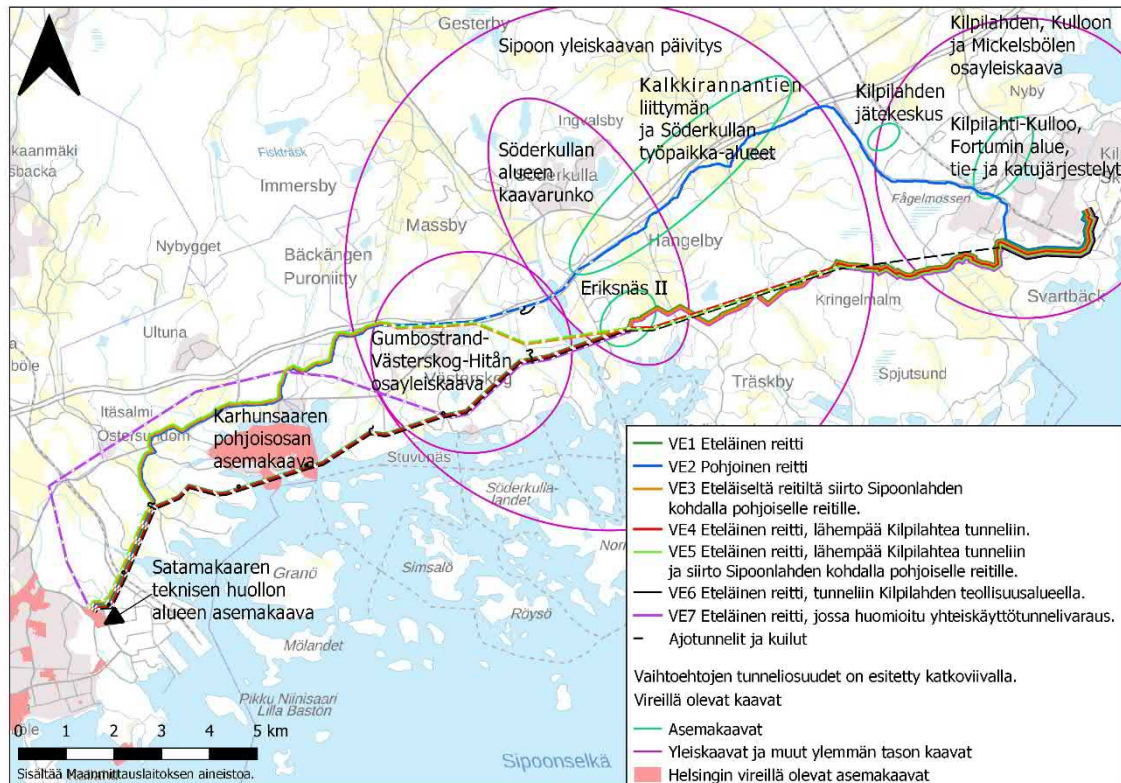 Gesterby
Sipoon yleiskaavan päivitys
Kilpilahden, Kulloon
ja Mickelsbölen
osayleiskaava
Nyby
Kalkkirannantien
liittymän
ja Söderkullan
työpaikka-alueet
Kilpilahden
jätekeskus
Kilpilahti-Kulloo,
Fortumin alue,
tie- ja katujärjestelyt
Ingvalsby
Söderkullan
alueen
kaavarunko
Söderkulla
kaanmäki
sbacka
Fiskträsk
Immersby
Massby
Nybygget
Bäckängen
Puroniitty
Hangelby
Fågelmossen
Eriksnäs II
Kringelmalm
Svartbäck
Ultuna
böle
Gumbostrand-
Västerskog-Hitån
osayleiskaava
Västerskog
Träskby
Spjutsund
Itäsalmi
Östersundom
Karhunsaaren
pohjoisosan
asemakaava
Stuvunäs
Söderkulla-
landet
Simsalö
Granö
Röysö
Satamakaaren
teknisen huollon
alueen asemakaava
Mölandet
Pikku Niinisaari
Lilla Bastön
Sipoonselkä
0 1 2 3 4 5 km
Sisältää Maanmittauslaitoksen aineistoa.
VE1 Eteläinen reitti
VE2 Pohjoinen reitti
VE3 Eteläiseltä reitiltä siirto Sipoonlahden
kohdalla pohjoiselle reitille.
VE4 Eteläinen reitti, lähempää Kilpilahtea tunneliin.
VE5 Eteläinen reitti, lähempää Kilpilahtea tunneliin
ja siirto Sipoonlahden kohdalla pohjoiselle reitille.
VE6 Eteläinen reitti, tunneliin Kilpilahden teollisuusalueella.
VE7 Eteläinen reitti, jossa huomioitu yhteiskäyttötunnelivaraus.
Ajotunnelit ja kuilut
Vaihtoehtojen tunneliosuudet on esitetty katkoviivalla.
Vireillä olevat kaavat
Asemakaavat
Yleiskaavat ja muut ylemmän tason kaavat
Helsingin vireillä olevat asemakaavat